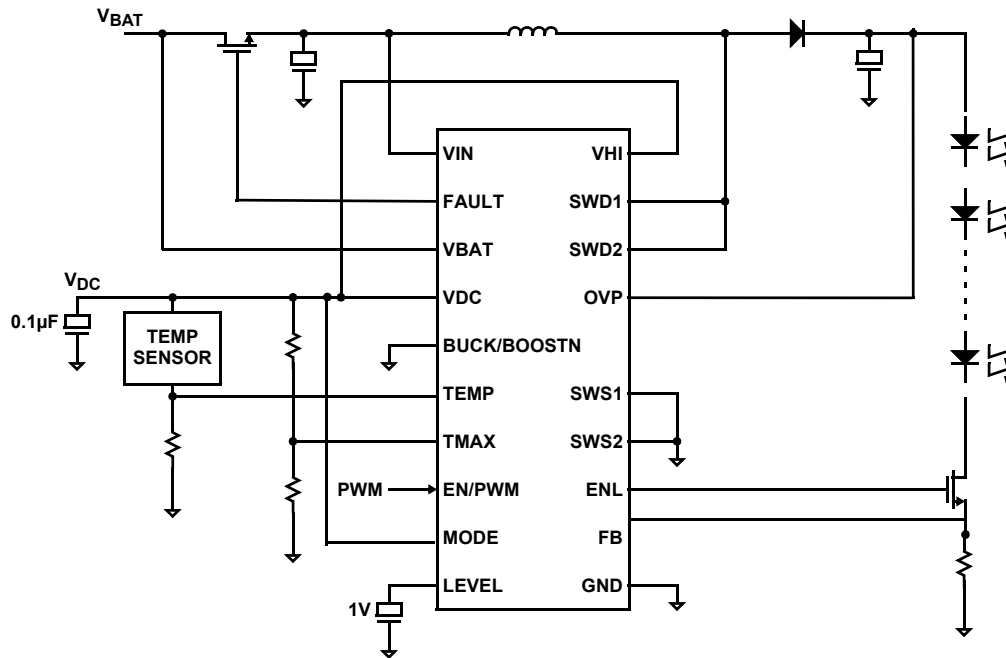 VBAT
VIN
VHI
FAULT
SWD1
VBAT
SWD2
VDC
VDC
OVP
0.1µF
TEMP
SENSOR
BUCK/BOOSTN
TEMP
SWS1
TMAX
SWS2
PWM
EN/PWM
ENL
MODE
FB
LEVEL
GND
1V